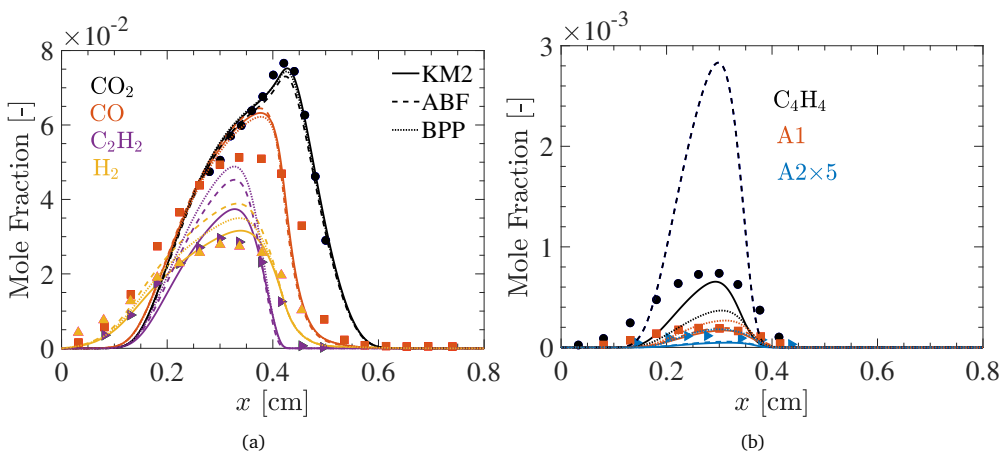 ×10⁻²
8
6
4
2
0
Mole Fraction [-]
CO₂
CO
C₂H₂
H₂
KM2
ABF
BPP
0 0.2 0.4 0.6 0.8
x [cm]
(a)
×10⁻³
3
2
1
0
Mole Fraction [-]
C₄H₄
A1
A2×5
0 0.2 0.4 0.6 0.8
x [cm]
(b)